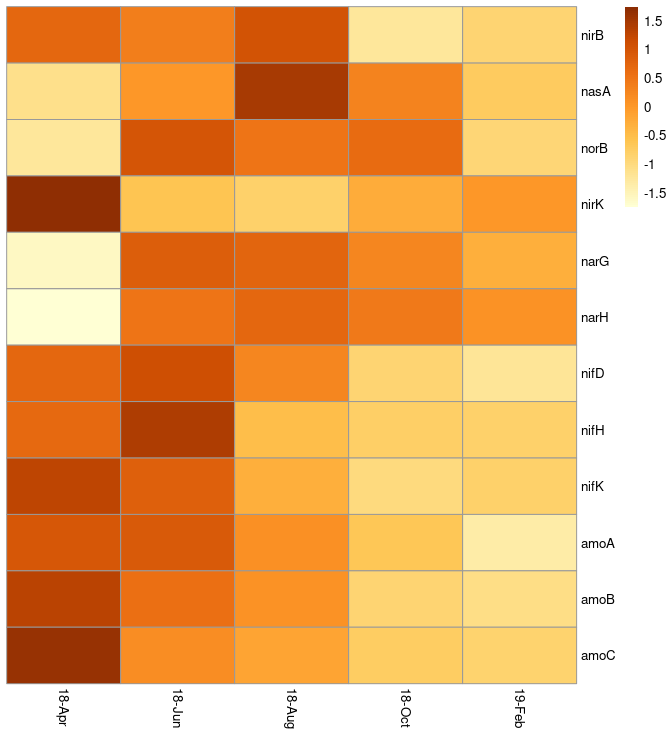 nirB
nasA
norB
nirK
narG
narH
nifD
nifH
nifK
amoA
amoB
amoC
1.5
1
0.5
0
-0.5
-1
-1.5
18-Apr
18-Jun
18-Aug
18-Oct
19-Feb